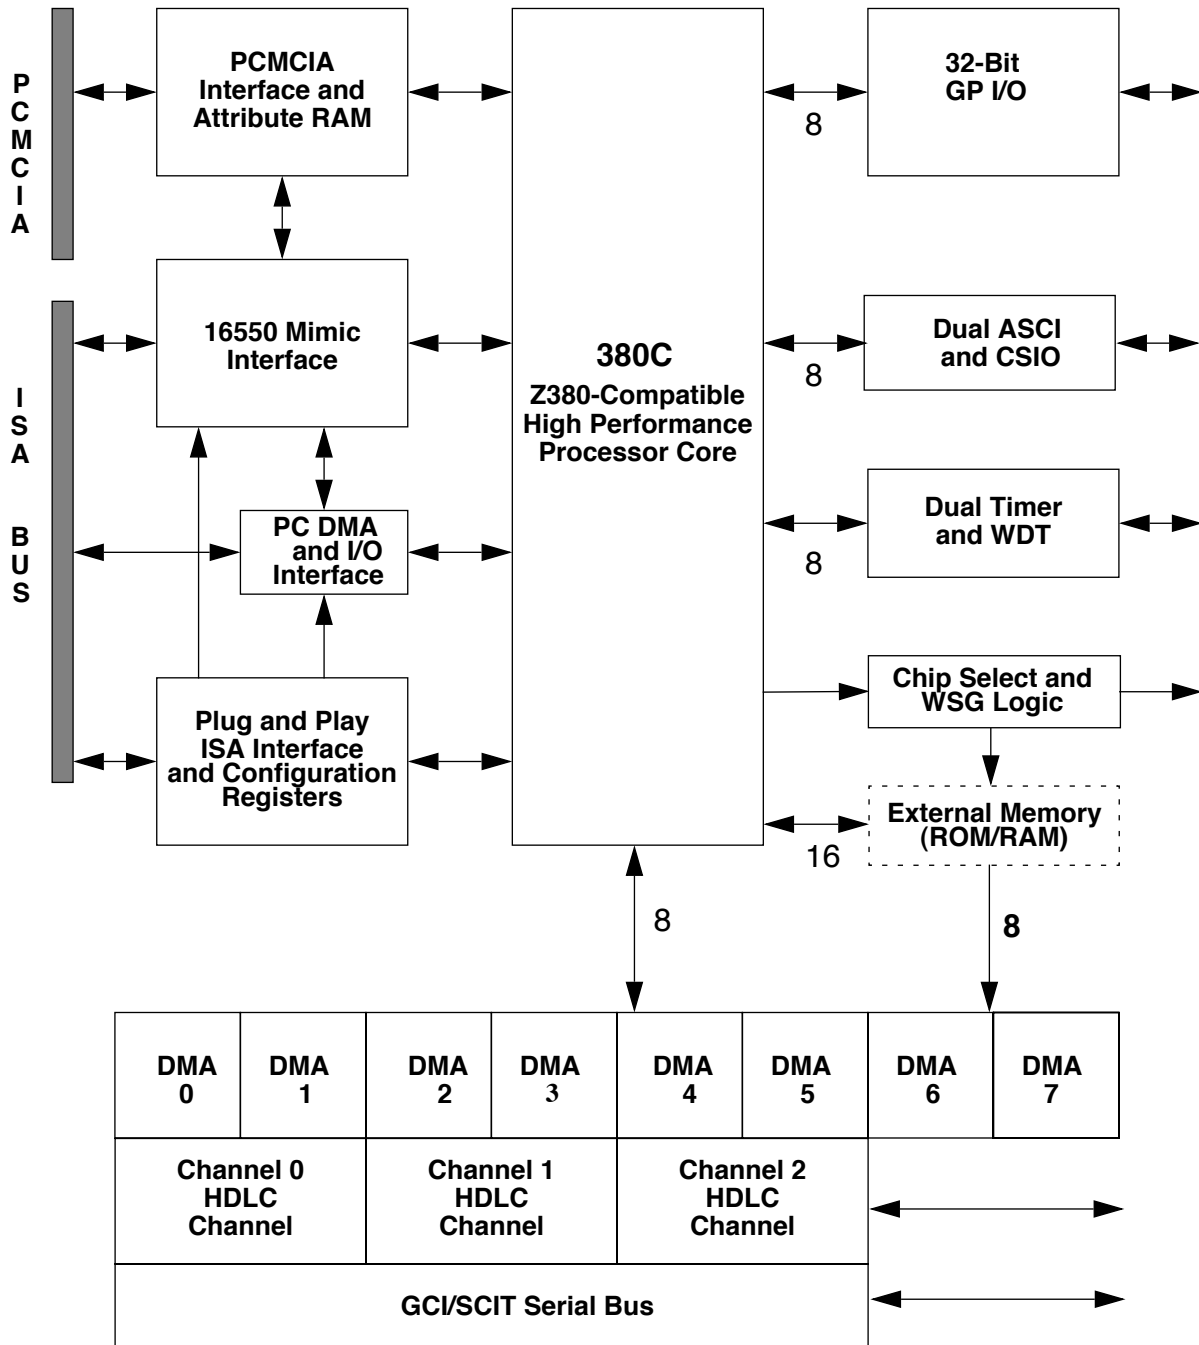 PCMCIA
PCMCIA
Interface and
Attribute RAM
32-Bit
GP I/O
8
ISA BUS
16550 Mimic
Interface
380C
Z380-Compatible
High Performance
Processor Core
Dual ASCI
and CSIO
8
PC DMA
and I/O
Interface
Dual Timer
and WDT
8
Plug and Play
ISA Interface
and Configuration
Registers
Chip Select and
WSG Logic
External Memory
(ROM/RAM)
16
8
8
DMA
0
DMA
1
DMA
2
DMA
3
DMA
4
DMA
5
DMA
6
DMA
7
Channel 0
HDLC
Channel
Channel 1
HDLC
Channel
Channel 2
HDLC
Channel
GCI/SCIT Serial Bus